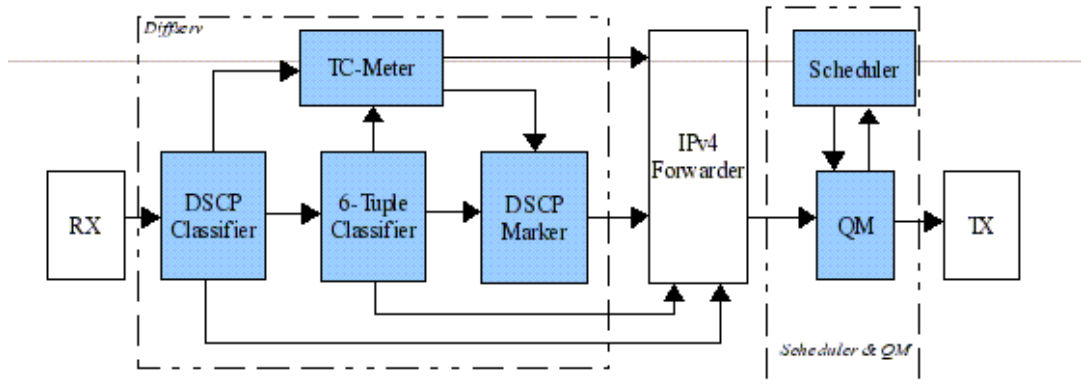 Diffserv
TC-Meter
Scheduler
RX
DSCP
Classifier
6-Tuple
Classifier
DSCP
Marker
IPv4
Forwarder
QM
TX
Scheduler & QM